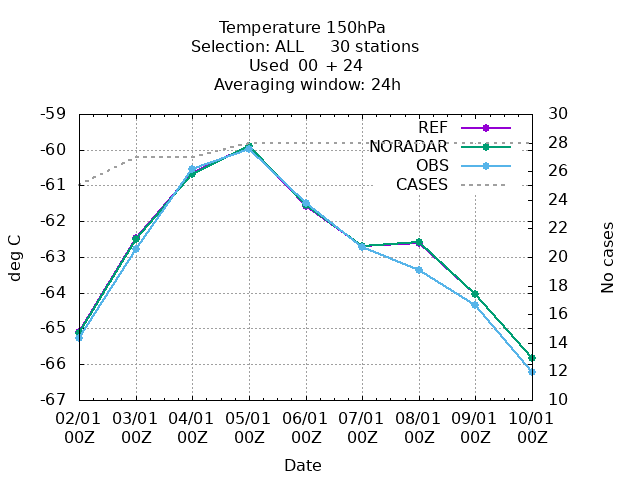 Temperature 150hPa
Selection: ALL 30 stations
Used 00 + 24
Averaging window: 24h
-59
-60
-61
-62
-63
-64
-65
-66
-67
deg C
30
28
26
24
22
20
18
16
14
12
10
No cases
REF
NORADAR
OBS
CASES
02/01 03/01 04/01 05/01 06/01 07/01 08/01 09/01 10/01
00Z 00Z 00Z 00Z 00Z 00Z 00Z 00Z 00Z
Date